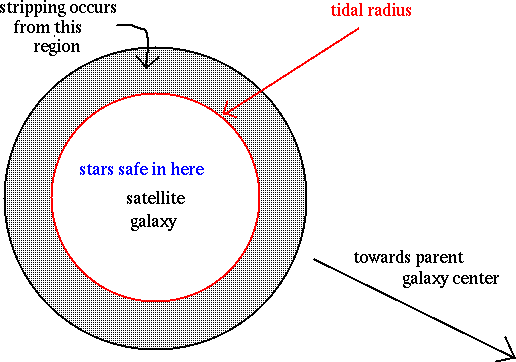 stripping occurs
from this
region
tidal radius
stars safe in here
satellite
galaxy
towards parent
galaxy center